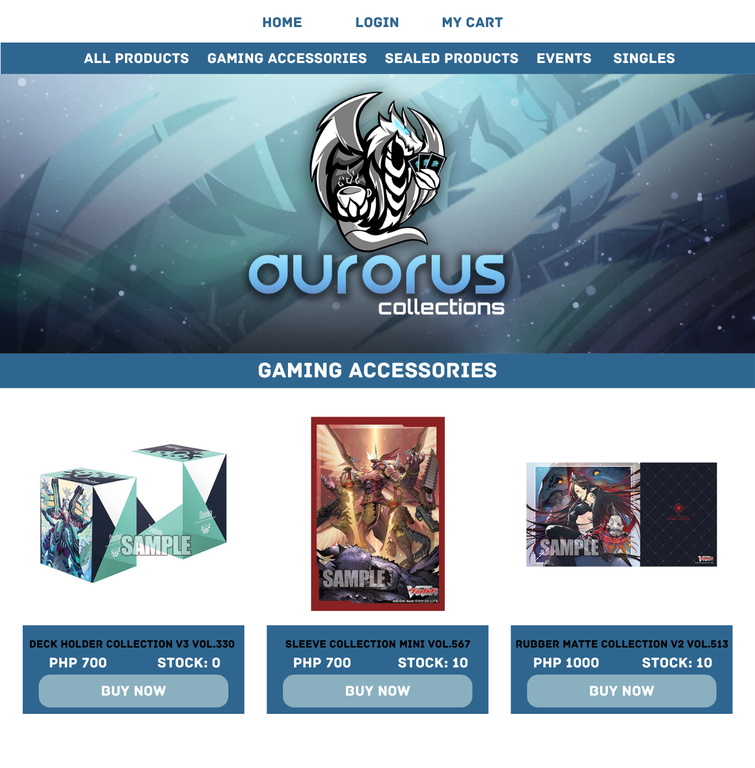 HOME LOGIN MY CART
ALL PRODUCTS GAMING ACCESSORIES SEALED PRODUCTS EVENTS SINGLES
aurorus
collections
GAMING ACCESSORIES
SAMPLE
SAMPLE
SAMPLE
DECK HOLDER COLLECTION V3 VOL.330
PHP 700 STOCK: 0
BUY NOW
SLEEVE COLLECTION MINI VOL.567
PHP 700 STOCK: 10
BUY NOW
RUBBER MATTE COLLECTION V2 VOL.513
PHP 1000 STOCK: 10
BUY NOW